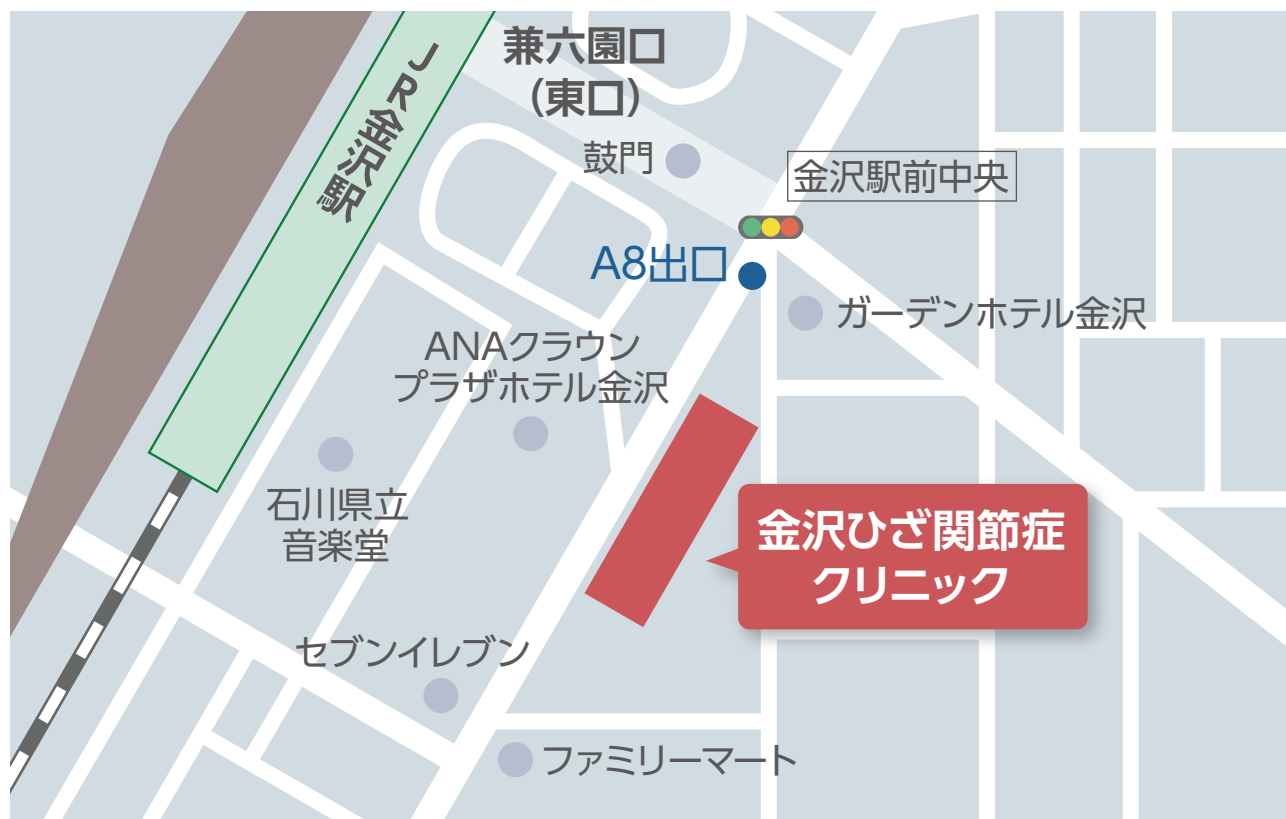 兼六園口
（東口）
JR金沢駅
鼓門
金沢駅前中央
A8出口
ガーデンホテル金沢
ANAクラウン
プラザホテル金沢
石川県立
音楽堂
金沢ひざ関節症
クリニック
セブンイレブン
ファミリーマート